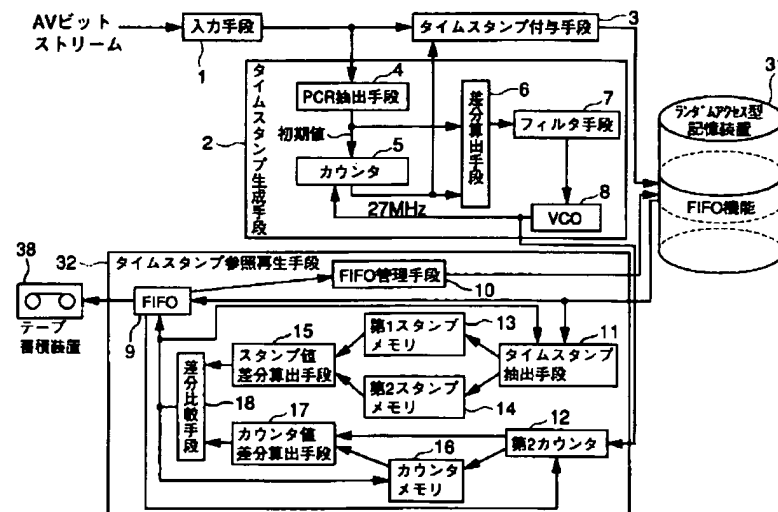 AVビット
ストリーム
入力手段
1
タイムスタンプ付与手段
3
タイムスタンプ生成手段
2
4
PCR抽出手段
初期値
5
カウンタ
6
差分算出手段
7
フィルタ手段
8
VCO
27MHz
31
ランダムアクセス型
記憶装置
FIFO機能
38
テープ
蓄積装置
32
タイムスタンプ参照再生手段
FIFO
9
FIFO管理手段
10
13
第1スタンプ
メモリ
11
タイムスタンプ
抽出手段
15
スタンプ値
差分算出手段
第2スタンプ
メモリ
14
差分比較手段
18
17
カウンタ値
差分算出手段
12
第2カウンタ
16
カウンタ
メモリ